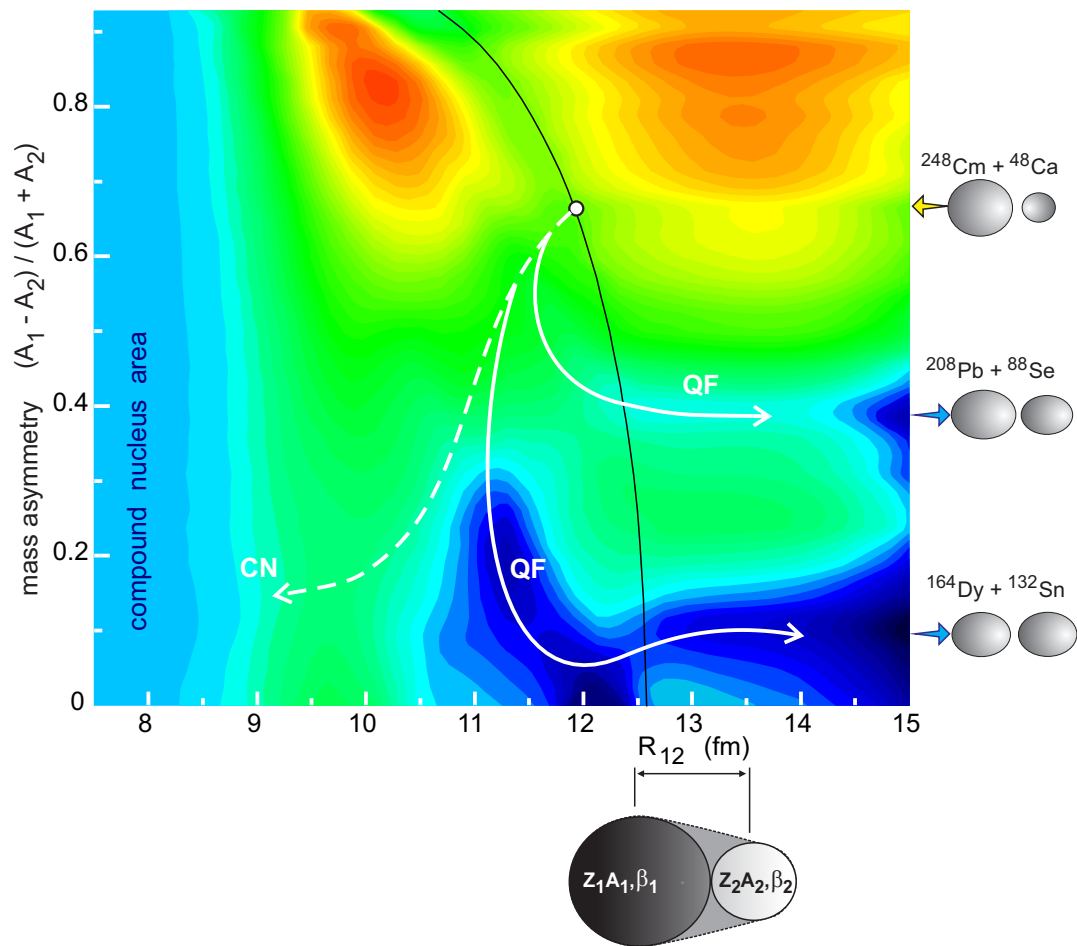 mass asymmetry (A₁ - A₂) / (A₁ + A₂)
0.8
0.6
0.4
0.2
0
compound nucleus area
CN
QF
QF
²⁴⁸Cm + ⁴⁸Ca
²⁰⁸Pb + ⁸⁸Se
¹⁶⁴Dy + ¹³²Sn
8 9 10 11 12 13 14 15
R₁₂ (fm)
Z₁A₁,β₁
Z₂A₂,β₂